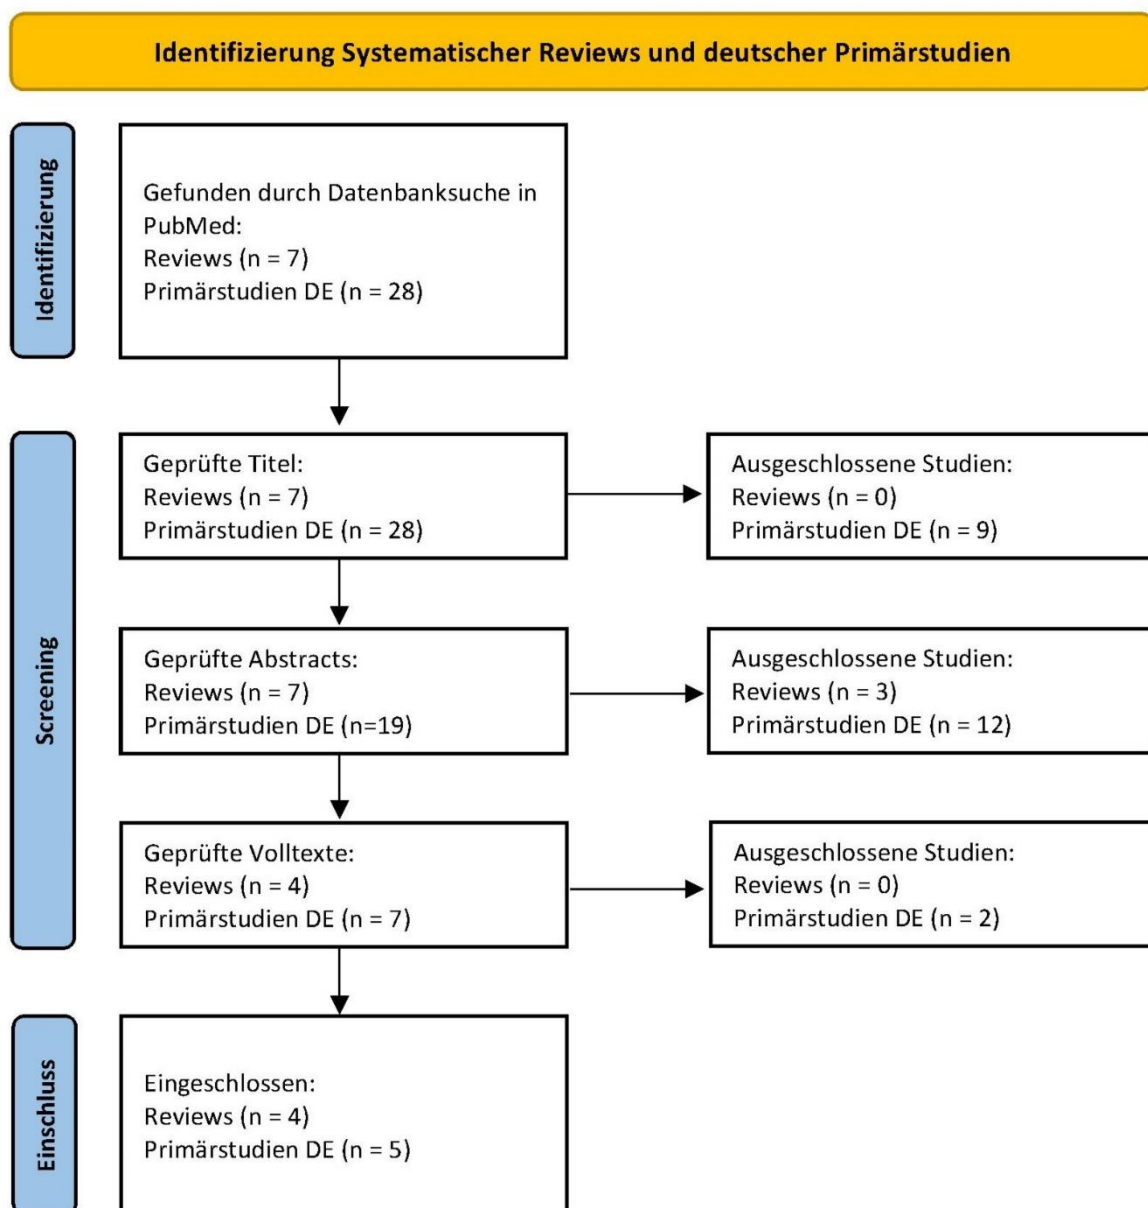 Identifizierung Systematischer Reviews und deutscher Primärstudien
Identifizierung
Gefunden durch Datenbanksuche in
PubMed:
Reviews (n = 7)
Primärstudien DE (n = 28)
Screening
Geprüfte Titel:
Reviews (n = 7)
Primärstudien DE (n = 28)
Ausgeschlossene Studien:
Reviews (n = 0)
Primärstudien DE (n = 9)
Geprüfte Abstracts:
Reviews (n = 7)
Primärstudien DE (n=19)
Ausgeschlossene Studien:
Reviews (n = 3)
Primärstudien DE (n = 12)
Geprüfte Volltexte:
Reviews (n = 4)
Primärstudien DE (n = 7)
Ausgeschlossene Studien:
Reviews (n = 0)
Primärstudien DE (n = 2)
Einschluss
Eingeschlossen:
Reviews (n = 4)
Primärstudien DE (n = 5)